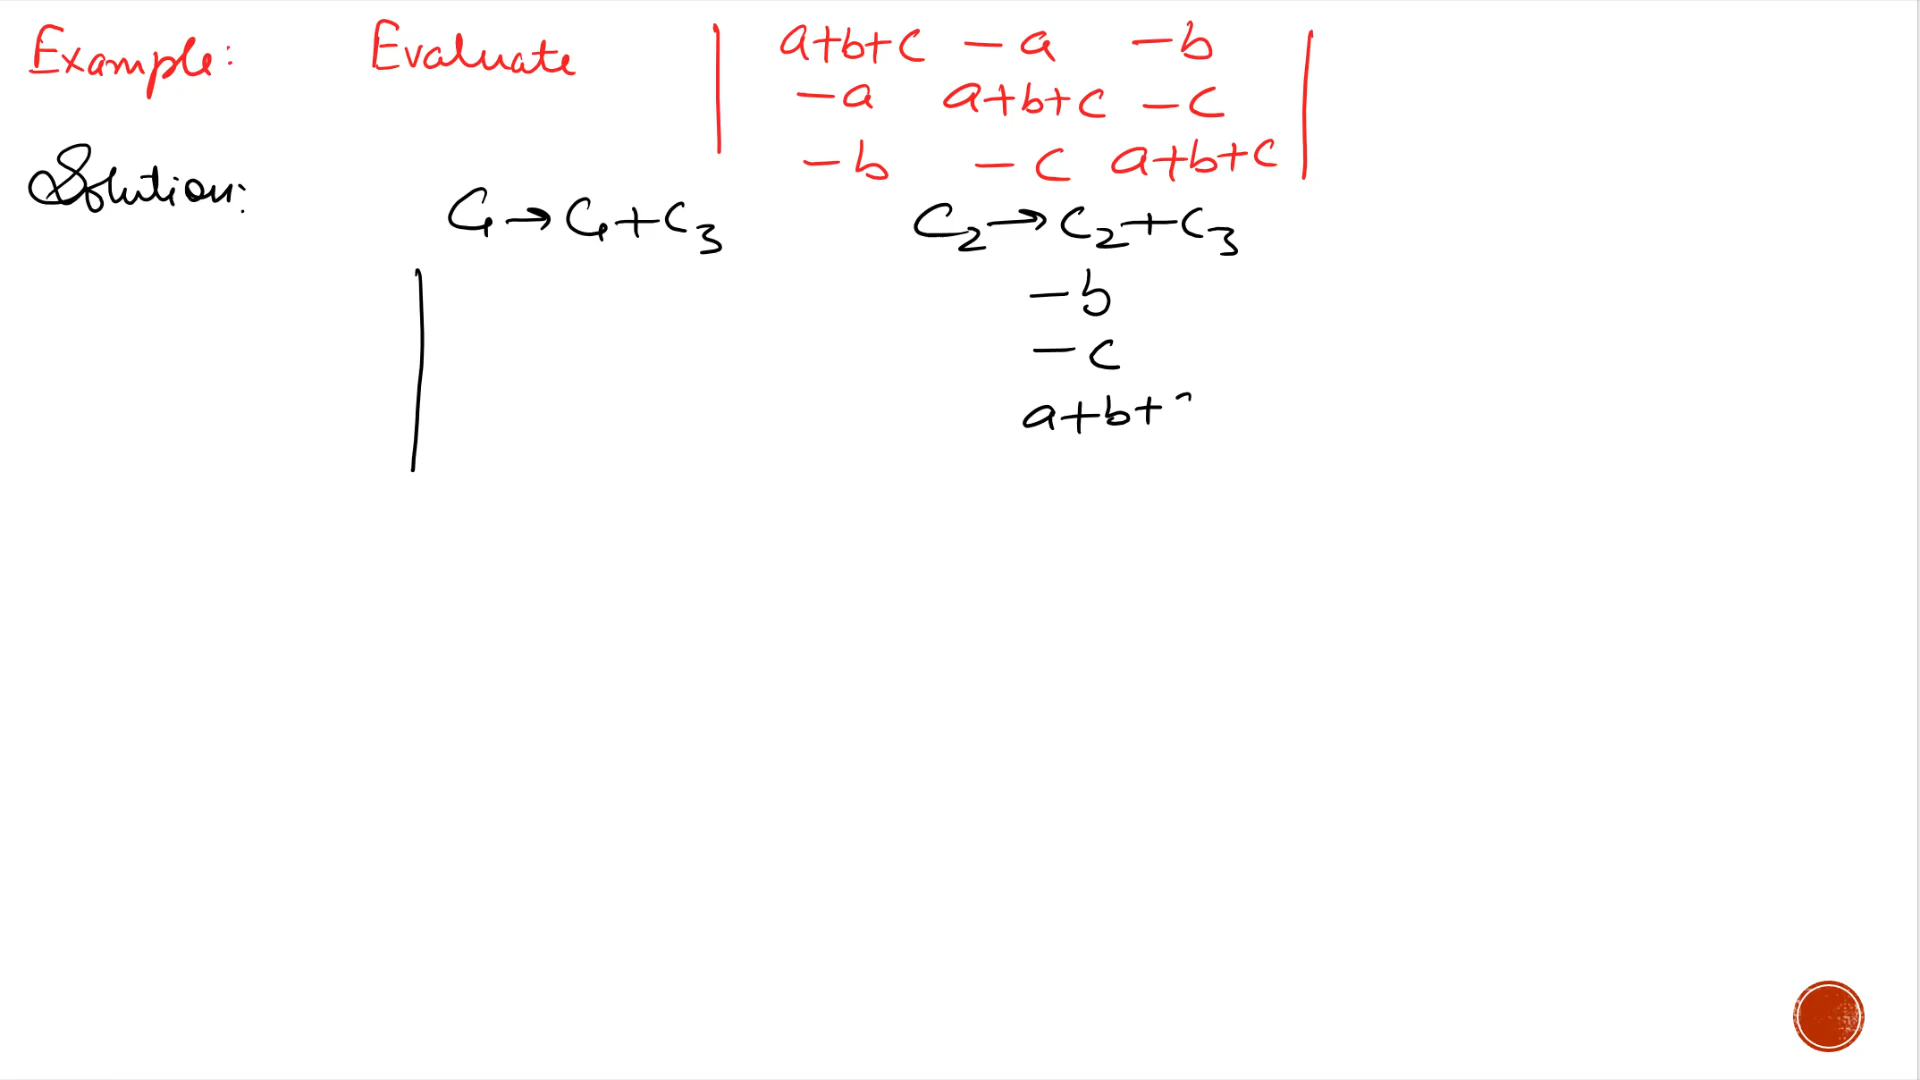 Example: Evaluate | a+b+c -a -b |
-a a+b+c -c
-b -c a+b+c
Solution:
C₁→C₁+C₃ C₂→C₂+C₃
-b
-c
a+b+